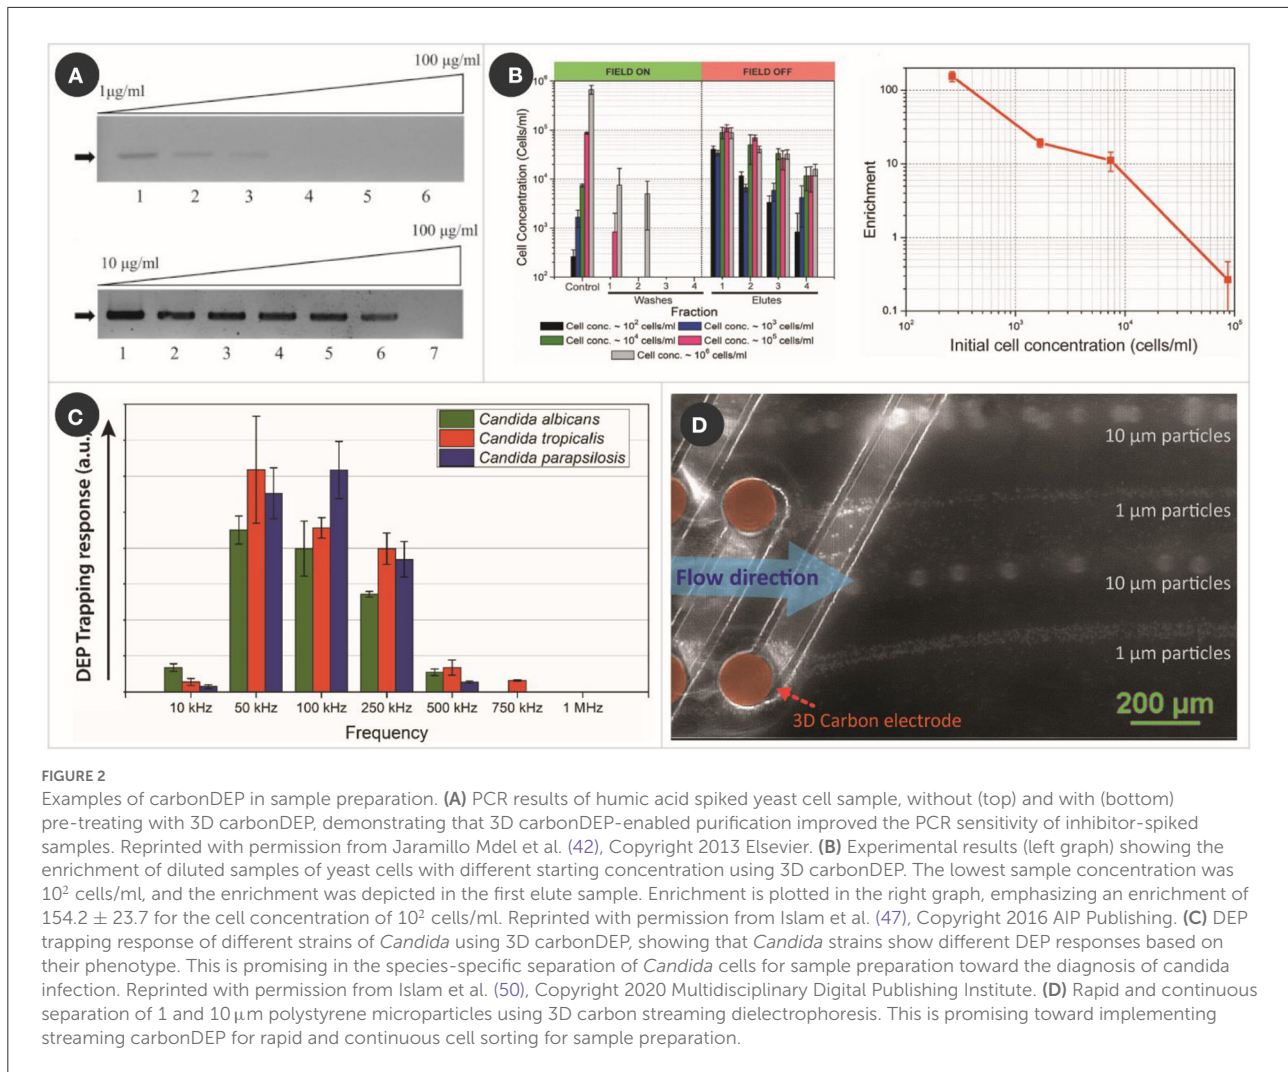 A
1µg/ml
100 µg/ml
1 2 3 4 5 6
10 µg/ml
100 µg/ml
1 2 3 4 5 6 7
B
FIELD ON FIELD OFF
Cell Concentration (Cells/ml)
10⁶
10⁵
10⁴
10³
10²
Control 1 2 3 4 1 2 3 4
Washes Elutes
Fraction
Cell conc. ~ 10² cells/ml Cell conc. ~ 10³ cells/ml
Cell conc. ~ 10⁴ cells/ml Cell conc. ~ 10⁵ cells/ml
Cell conc. ~ 10⁶ cells/ml
Enrichment
100
10
1
0.1
10² 10³ 10⁴ 10⁵
Initial cell concentration (cells/ml)
C
DEP Trapping response (a.u.)
Candida albicans
Candida tropicalis
Candida parapsilosis
10 kHz 50 kHz 100 kHz 250 kHz 500 kHz 750 kHz 1 MHz
Frequency
D
10 µm particles
1 µm particles
Flow direction
10 µm particles
1 µm particles
3D Carbon electrode
200 µm
FIGURE 2
Examples of carbonDEP in sample preparation. (A) PCR results of humic acid spiked yeast cell sample, without (top) and with (bottom)
pre-treating with 3D carbonDEP, demonstrating that 3D carbonDEP-enabled purification improved the PCR sensitivity of inhibitor-spiked
samples. Reprinted with permission from Jaramillo Mdel et al. (42), Copyright 2013 Elsevier. (B) Experimental results (left graph) showing the
enrichment of diluted samples of yeast cells with different starting concentration using 3D carbonDEP. The lowest sample concentration was
10² cells/ml, and the enrichment was depicted in the first elute sample. Enrichment is plotted in the right graph, emphasizing an enrichment of
154.2 ± 23.7 for the cell concentration of 10² cells/ml. Reprinted with permission from Islam et al. (47), Copyright 2016 AIP Publishing. (C) DEP
trapping response of different strains of Candida using 3D carbonDEP, showing that Candida strains show different DEP responses based on
their phenotype. This is promising in the species-specific separation of Candida cells for sample preparation toward the diagnosis of candida
infection. Reprinted with permission from Islam et al. (50), Copyright 2020 Multidisciplinary Digital Publishing Institute. (D) Rapid and continuous
separation of 1 and 10 µm polystyrene microparticles using 3D carbon streaming dielectrophoresis. This is promising toward implementing
streaming carbonDEP for rapid and continuous cell sorting for sample preparation.